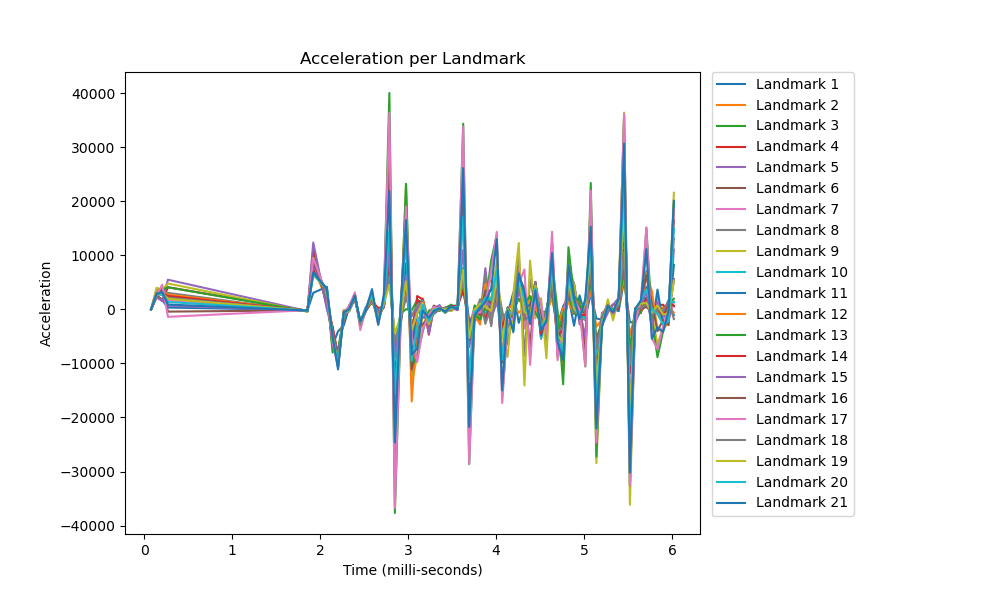 Acceleration per Landmark
40000
30000
20000
10000
0
−10000
−20000
−30000
−40000
Acceleration
0 1 2 3 4 5 6
Time (milli-seconds)
Landmark 1
Landmark 2
Landmark 3
Landmark 4
Landmark 5
Landmark 6
Landmark 7
Landmark 8
Landmark 9
Landmark 10
Landmark 11
Landmark 12
Landmark 13
Landmark 14
Landmark 15
Landmark 16
Landmark 17
Landmark 18
Landmark 19
Landmark 20
Landmark 21